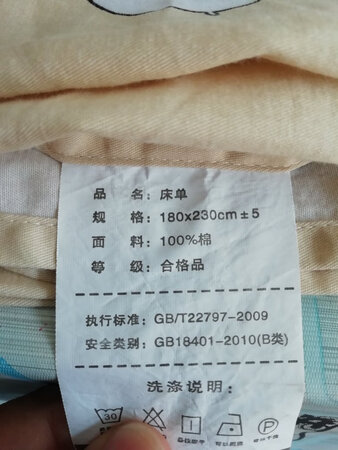 品 名：床单
规 格：180x230cm±5
面 料：100%棉
等 级：合格品
执行标准：GB/T22797-2009
安全类别：GB18401-2010(B类)
洗涤说明：
30 P